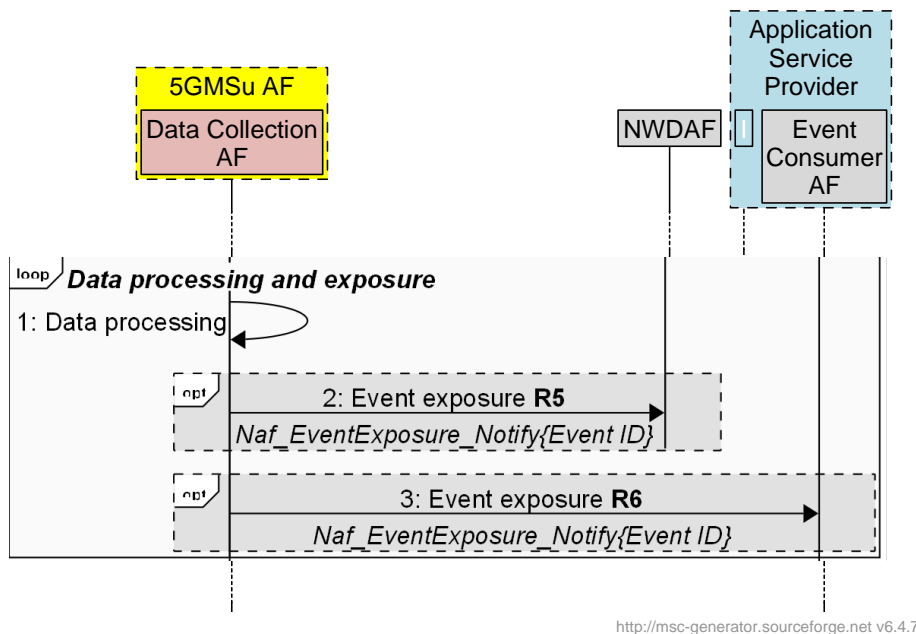 Application
Service
Provider
5GMSu AF
Data Collection
AF
NWDAF
I
Event
Consumer
AF
loop
Data processing and exposure
1: Data processing
opt
2: Event exposure R5
Naf_EventExposure_Notify{Event ID}
opt
3: Event exposure R6
Naf_EventExposure_Notify{Event ID}
http://msc-generator.sourceforge.net v6.4.7